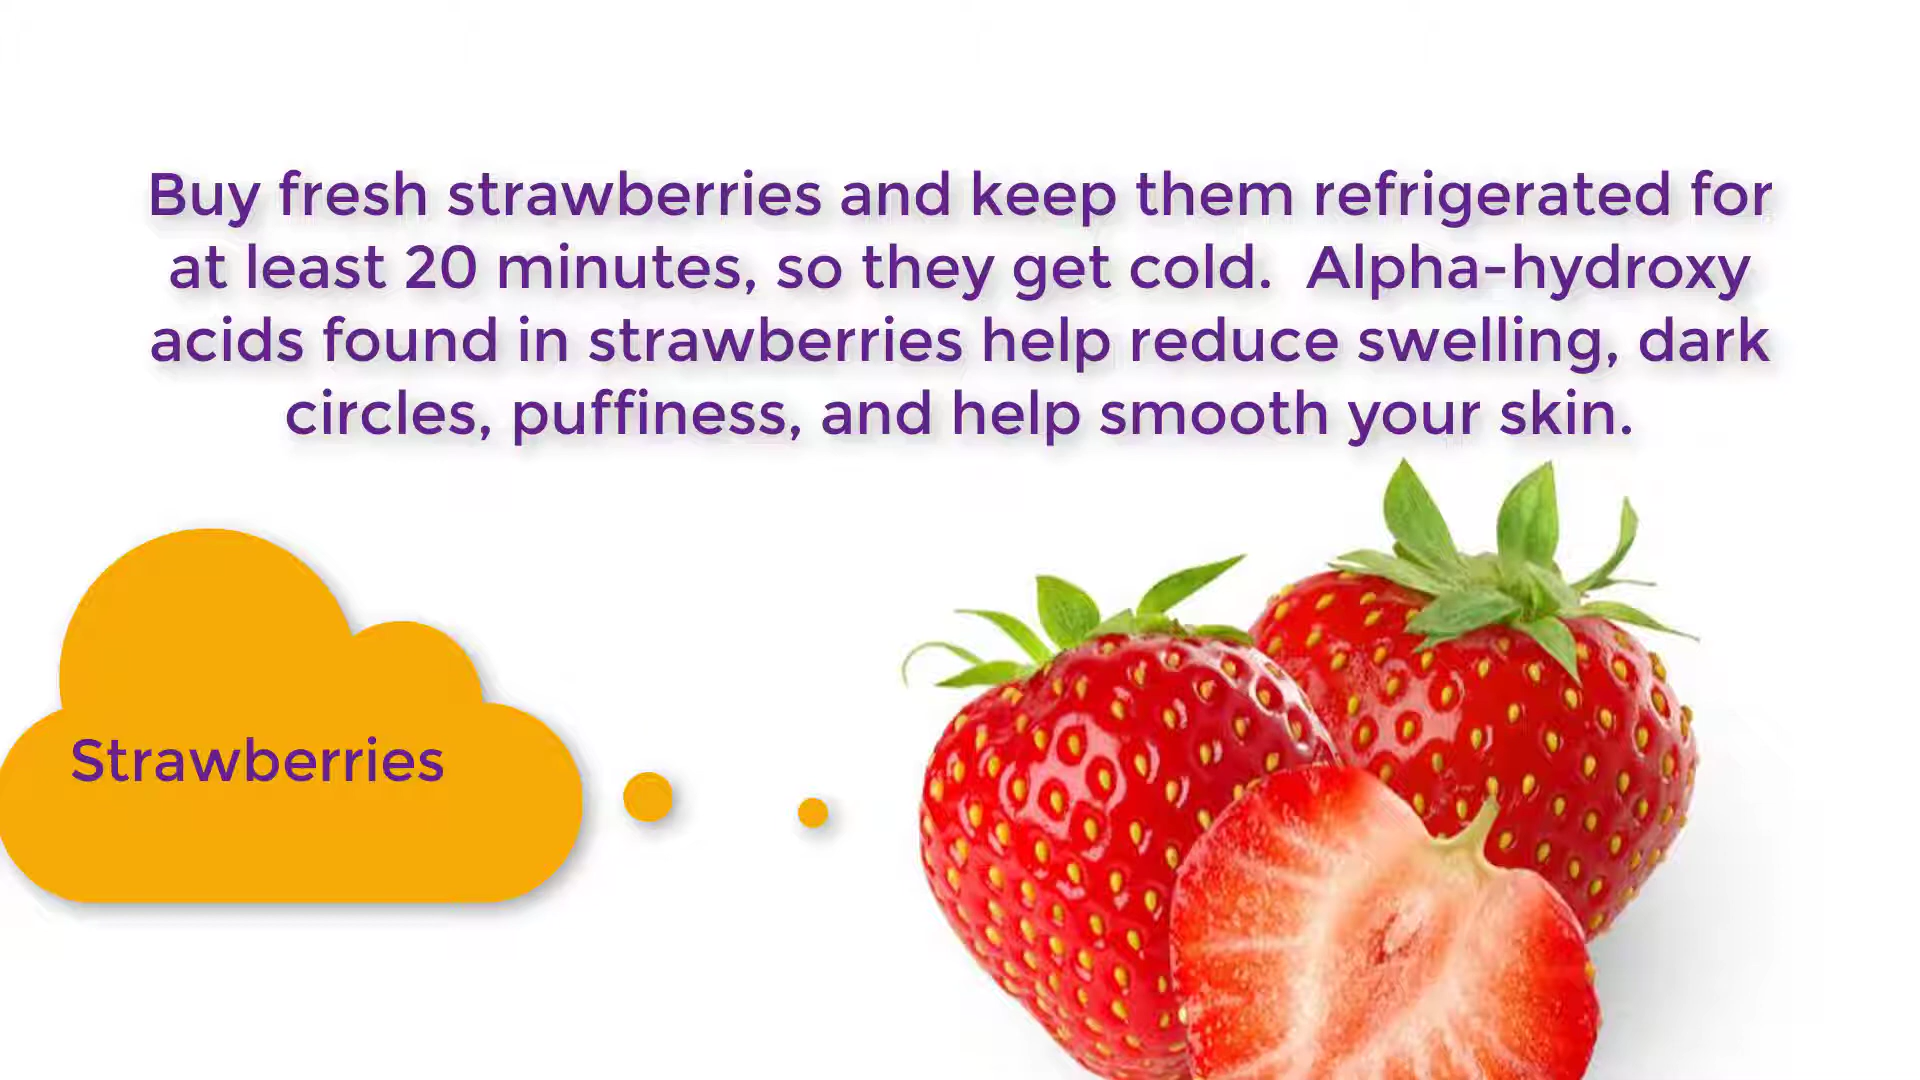 Buy fresh strawberries and keep them refrigerated for
at least 20 minutes, so they get cold.  Alpha-hydroxy
acids found in strawberries help reduce swelling, dark
circles, puffiness, and help smooth your skin.
Strawberries